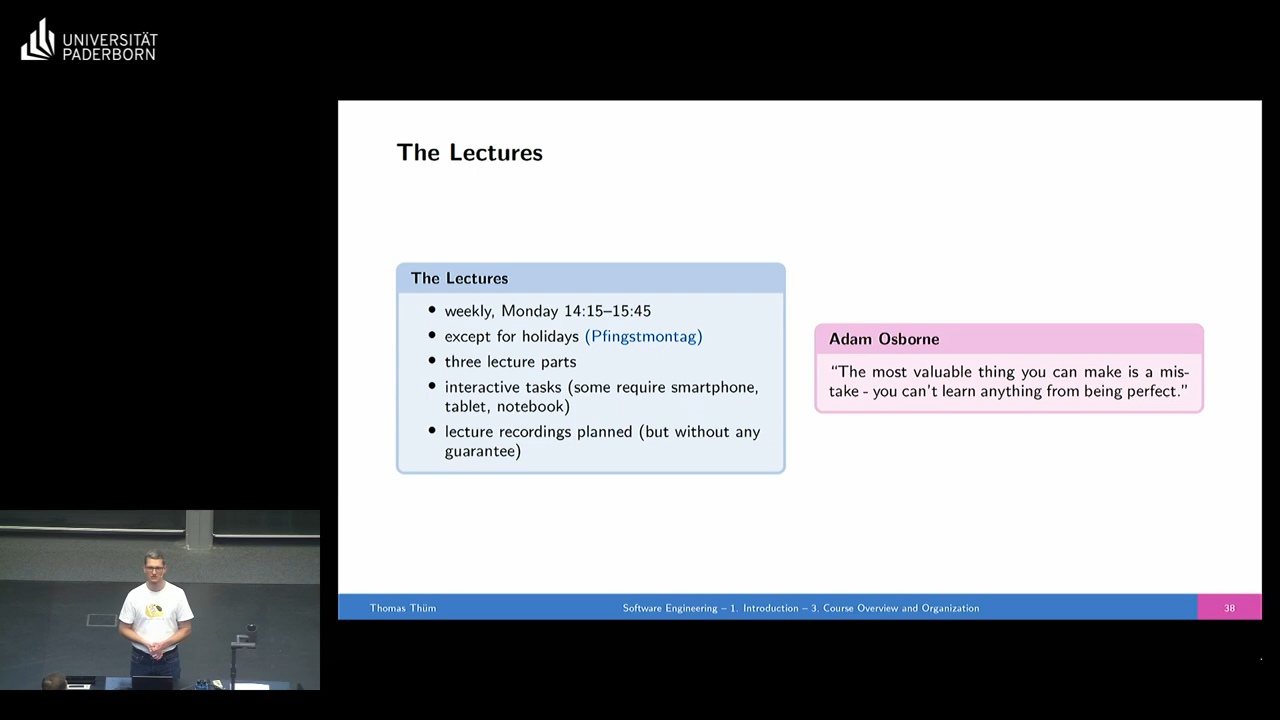 UNIVERSITÄT
PADERBORN
The Lectures
The Lectures
• weekly, Monday 14:15–15:45
• except for holidays (Pfingstmontag)
• three lecture parts
• interactive tasks (some require smartphone,
tablet, notebook)
• lecture recordings planned (but without any
guarantee)
Adam Osborne
“The most valuable thing you can make is a mis-
take - you can’t learn anything from being perfect.”
Thomas Thüm
Software Engineering – 1. Introduction – 3. Course Overview and Organization
38